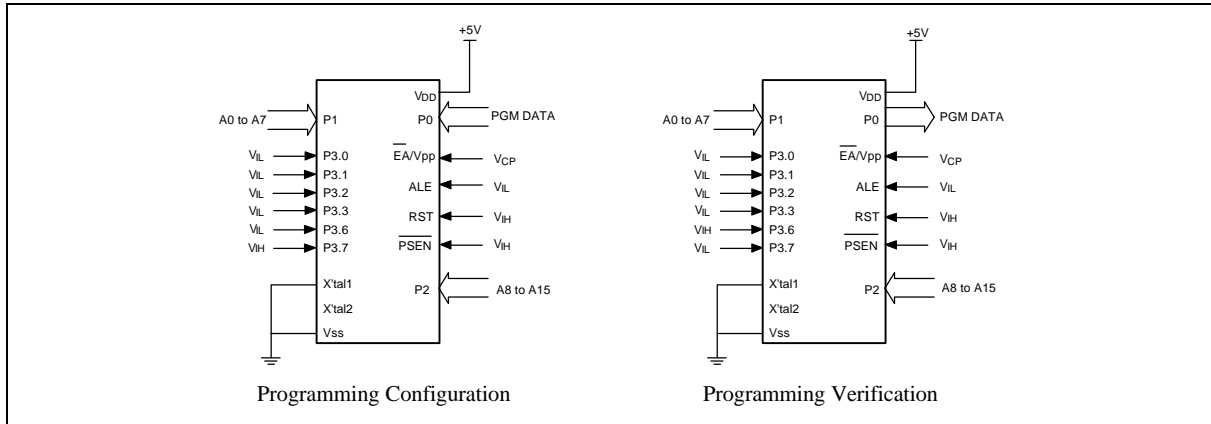 +5V
VDD
A0 to A7
P1
P0
PGM DATA
VIL
P3.0
EA/Vpp
VCP
VIL
P3.1
VIL
P3.2
ALE
VIL
VIL
P3.3
RST
VIH
VIL
P3.6
VIH
P3.7
PSEN
VIH
X'tal1
P2
A8 to A15
X'tal2
Vss
Programming Configuration
+5V
VDD
A0 to A7
P1
P0
PGM DATA
VIL
P3.0
EA/Vpp
VCP
VIL
P3.1
VIL
P3.2
ALE
VIL
VIL
P3.3
RST
VIH
VIH
P3.6
VIL
P3.7
PSEN
VIH
X'tal1
P2
A8 to A15
X'tal2
Vss
Programming Verification